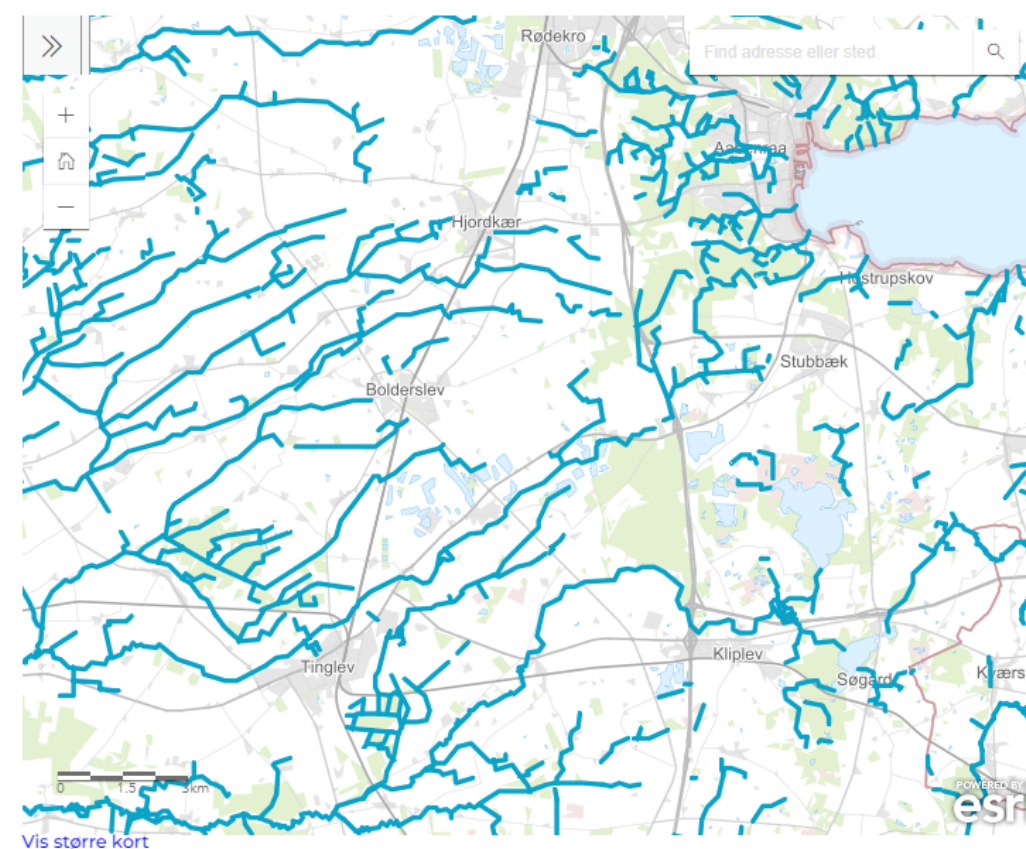 Rødekro
Find adresse eller sted
Aabenraa
Hjordkær
Hostrupskov
Stubbæk
Bolderslev
Kliplev
Tinglev
Søgard
Kværs
0 1.5 3km
POWERED BY
esri
Vis større kort